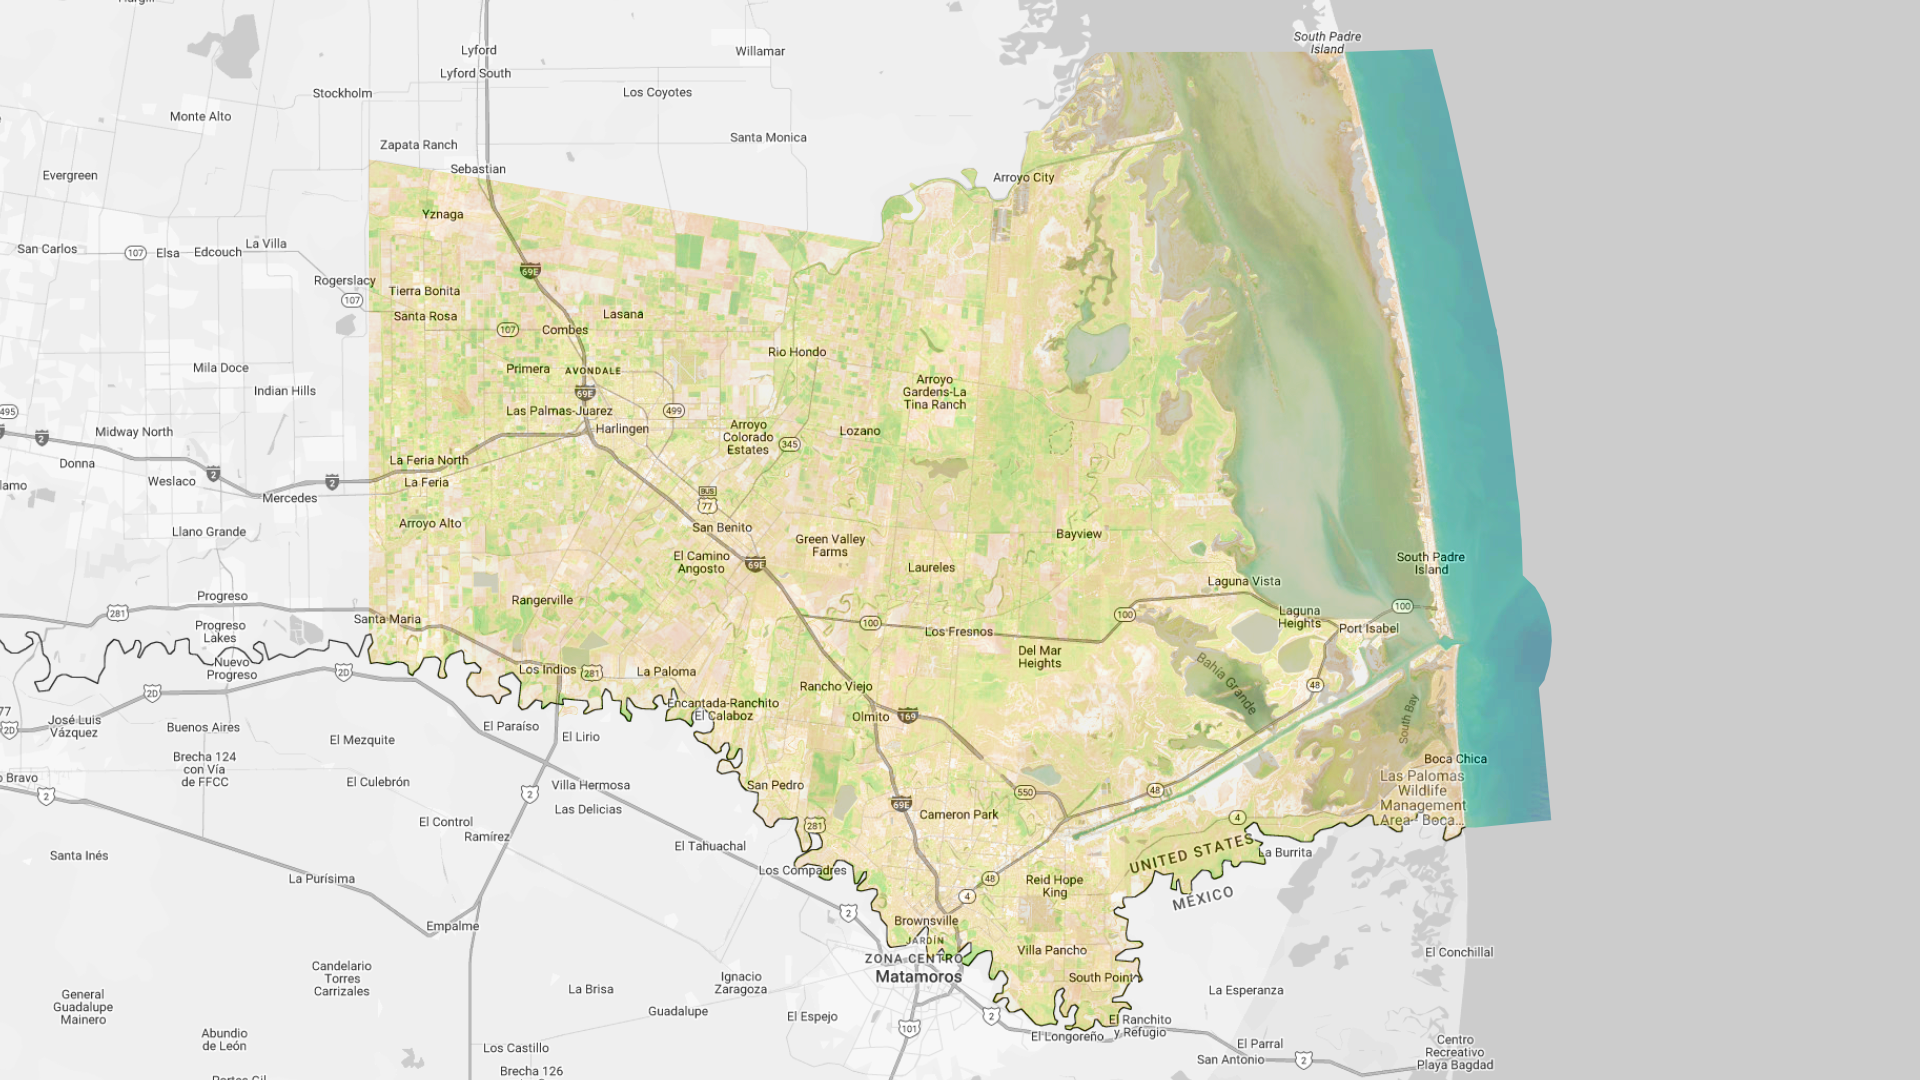 South Padre
Island
Lyford
Willamar
Lyford South
Los Coyotes
Stockholm
Monte Alto
Santa Monica
Zapata Ranch
Sebastian
Evergreen
Arroyo City
Yznaga
La Villa
San Carlos
107
Elsa
Edcouch
69E
Rogerslacy
Tierra Bonita
107
Santa Rosa
Lasana
107
Combes
Rio Hondo
Mila Doce
Primera
AVONDALE
Indian Hills
69E
Arroyo
Gardens-La
Tina Ranch
495
Las Palmas-Juarez
499
Midway North
2
Harlingen
Arroyo
Colorado
Estates
345
Lozano
Donna
La Feria North
Weslaco
2
2
La Feria
Mercedes
BUS
77
Llano Grande
Arroyo Alto
San Benito
Bayview
Green Valley
Farms
El Camino
Angosto
69E
Laureles
South Padre
Island
Laguna Vista
Progreso
Rangerville
281
100
100
Laguna
Heights
Santa Maria
100
Port Isabel
Progreso
Lakes
Los Fresnos
Del Mar
Heights
Nuevo
Progreso
2D
Los Indios
281
La Paloma
Bahia Grande
2D
Rancho Viejo
48
77
Encantada-Ranchito
El Calaboz
South Bay
José Luis
Vázquez
2D
Buenos Aires
El Paraíso
Olmito
169
El Lirio
El Mezquite
Brecha 124
con Vía
de FFCC
Boca Chica
o Bravo
El Culebrón
Villa Hermosa
San Pedro
Las Palomas
Wildlife
Management
Area - Boca...
2
2
550
48
Las Delicias
69E
Cameron Park
4
El Control
281
Ramírez
El Tahuachal
UNITED STATES
La Burrita
Santa Inés
Los Compadres
La Purísima
48
Reid Hope
King
4
MÉXICO
2
Brownsville
Empalme
JARDÍN
Villa Pancho
El Conchillal
ZONA CENTRO
Matamoros
South Point
Candelario
Torres
Carrizales
Ignacio
Zaragoza
La Brisa
La Esperanza
General
Guadalupe
Mainero
Guadalupe
El Espejo
2
El Ranchito
y Refugio
Abundio
de León
101
El Longoreño
El Parral
Los Castillo
San Antonio
2
Centro
Recreativo
Playa Bagdad
Brecha 126